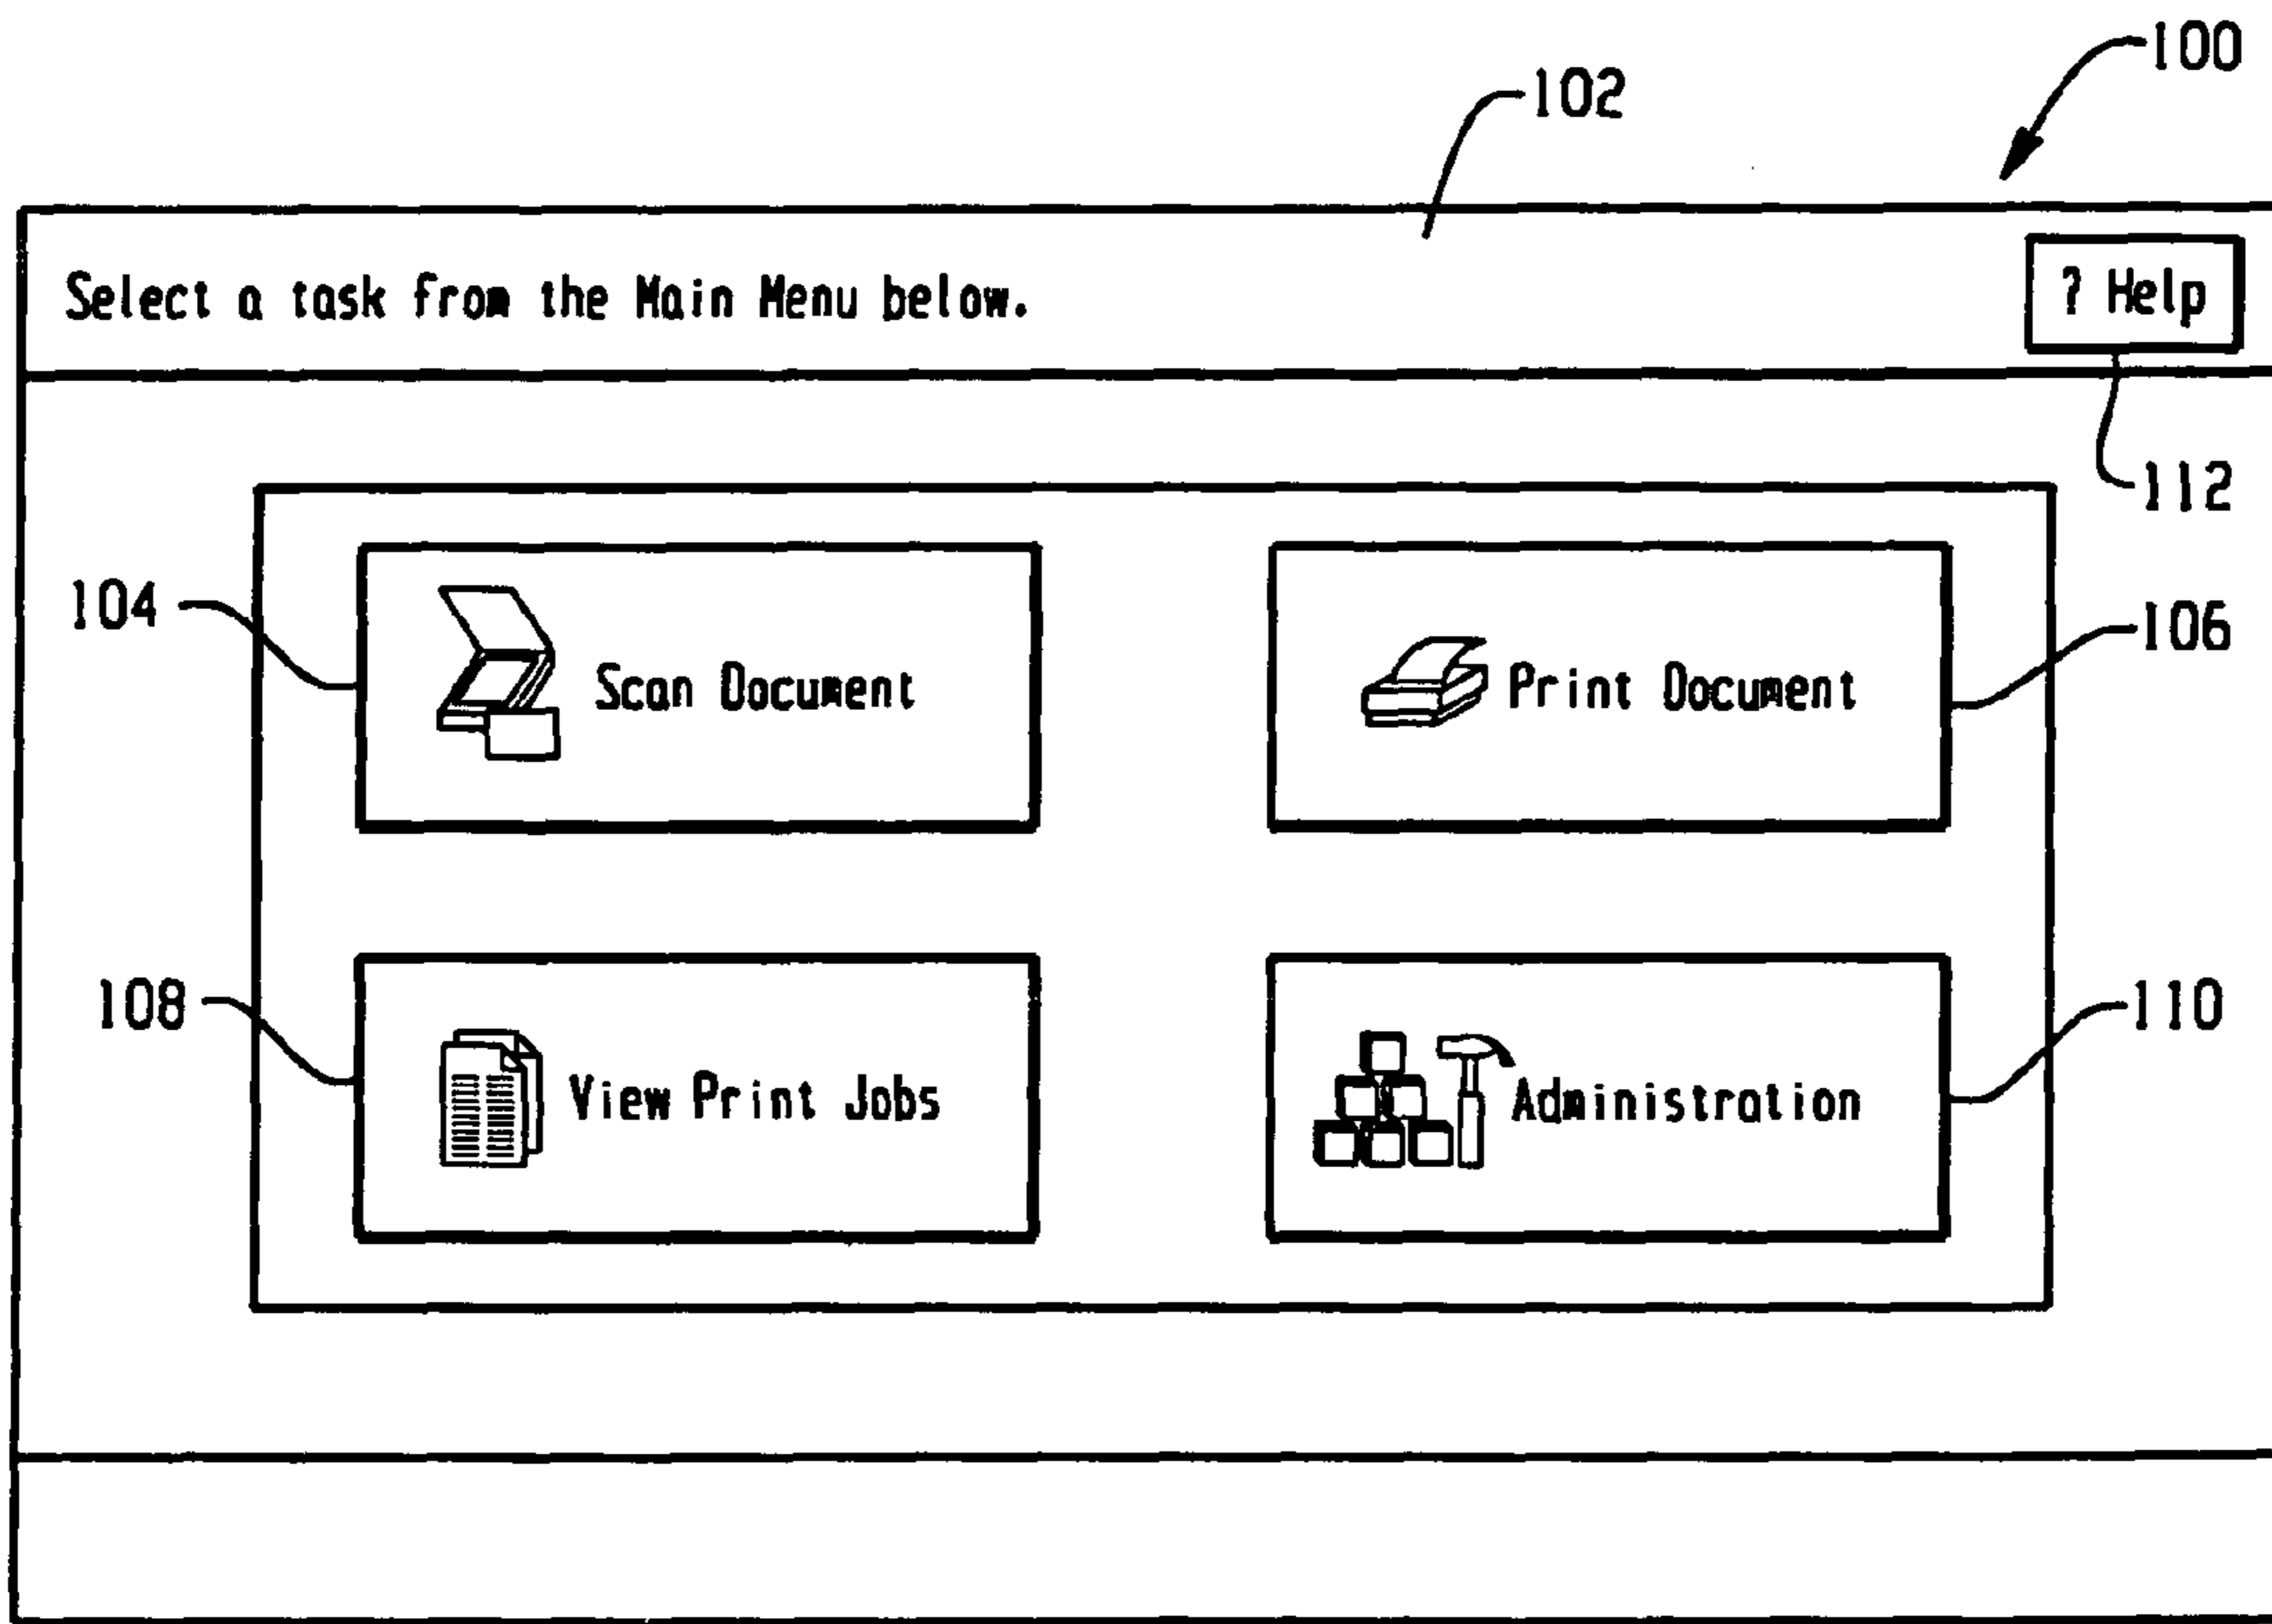 100
102
Select a task from the Main Menu below.
? Help
112
104
Scan Document
Print Document
106
108
View Print Jobs
Administration
110